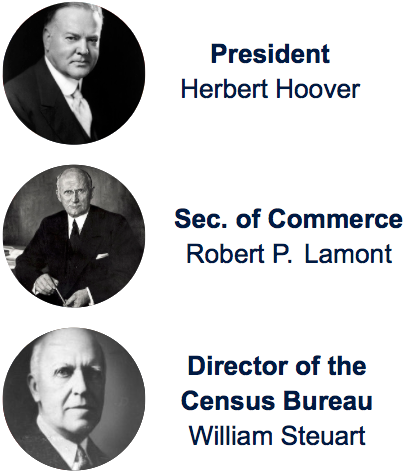 President
Herbert Hoover
Sec. of Commerce
Robert P. Lamont
Director of the
Census Bureau
William Steuart